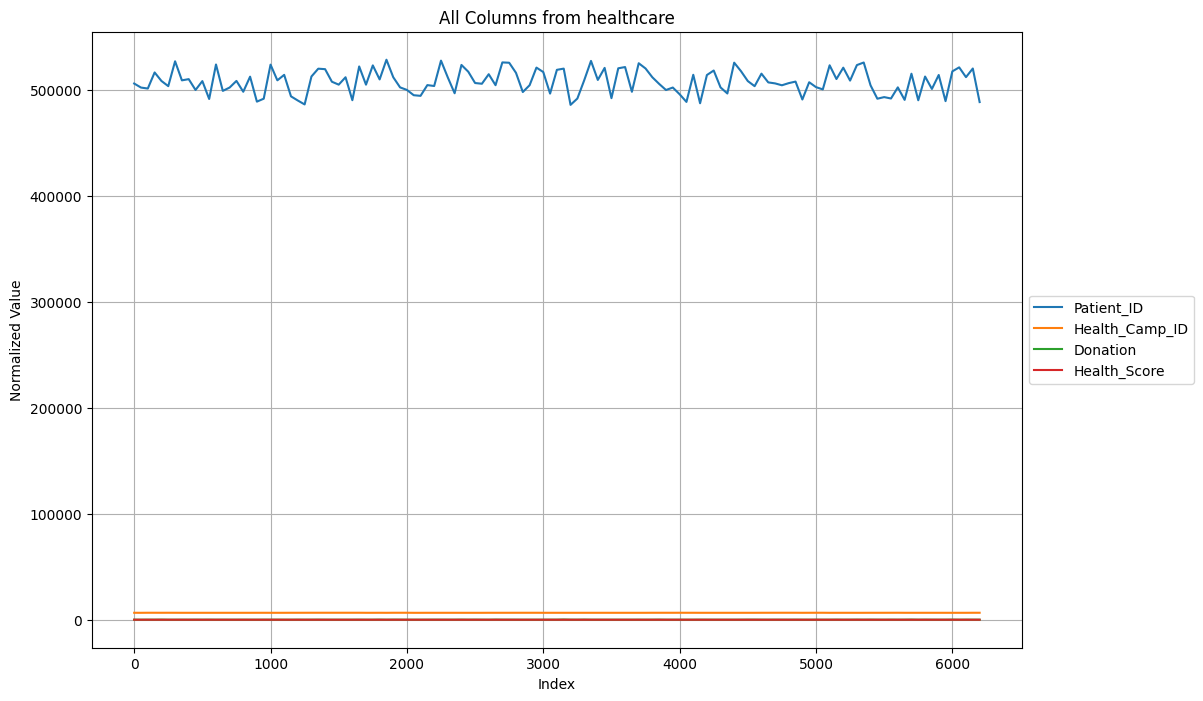 All Columns from healthcare
Normalized Value
500000
400000
300000
200000
100000
0
0 1000 2000 3000 4000 5000 6000
Index
Patient_ID
Health_Camp_ID
Donation
Health_Score